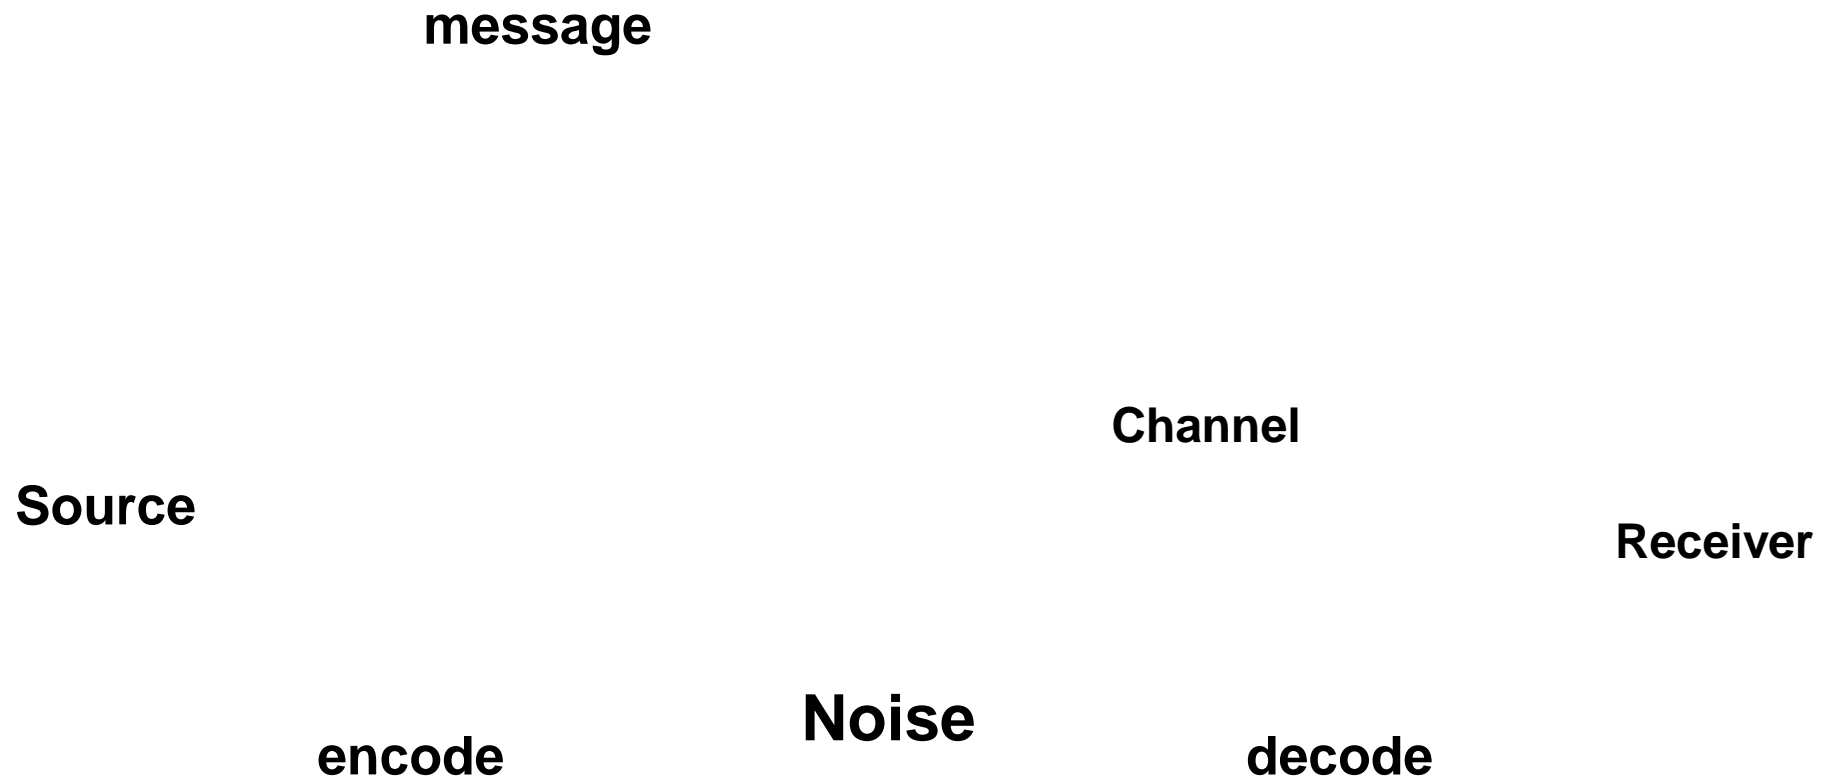 message
Channel
Source
Receiver
Noise
encode
decode